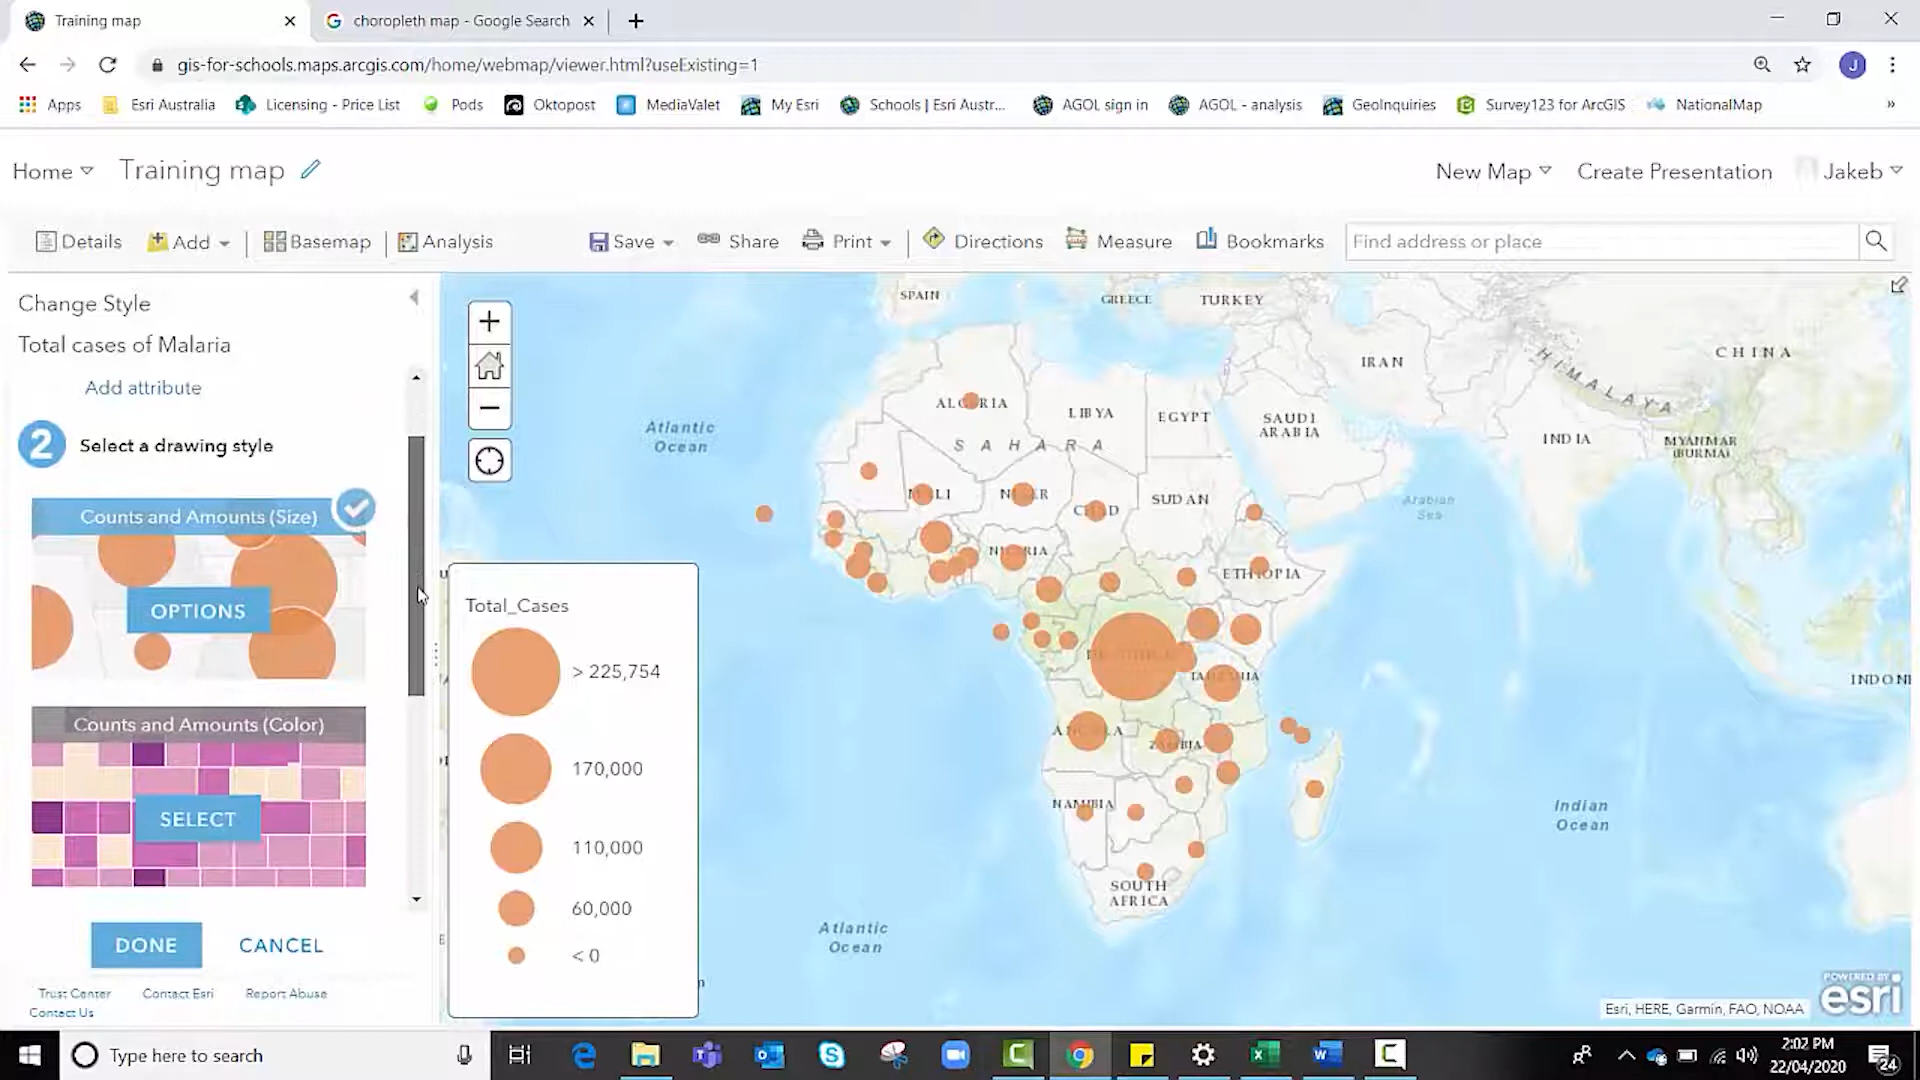 Training map
choropleth map - Google Search
gis-for-schools.maps.arcgis.com/home/webmap/viewer.html?useExisting=1
J
Apps
Esri Australia
Licensing - Price List
Pods
Oktopost
MediaValet
My Esri
Schools | Esri Austr...
AGOL sign in
AGOL - analysis
GeoInquiries
Survey123 for ArcGIS
NationalMap
»
Home
Training map
New Map
Create Presentation
Jakeb
Details
Add
Basemap
Analysis
Save
Share
Print
Directions
Measure
Bookmarks
Find address or place
Change Style
Total cases of Malaria
Add attribute
2
Select a drawing style
Counts and Amounts (Size)
OPTIONS
Counts and Amounts (Color)
SELECT
DONE
CANCEL
Trust Center
Contact Esri
Report Abuse
Contact Us
Total_Cases
> 225,754
170,000
110,000
60,000
< 0
SPAIN
GREECE
TURKEY
IRAN
CHINA
HIMALAYA
Atlantic
Ocean
LIBYA
EGYPT
SAUDI
ARABIA
INDIA
MYANMAR
(BURMA)
SAHARA
SUDAN
Arabian
Sea
ETHIOPIA
INDON
Indian
Ocean
SOUTH
AFRICA
Atlantic
Ocean
POWERED BY
esri
Esri, HERE, Garmin, FAO, NOAA
Type here to search
2:02 PM
22/04/2020
24